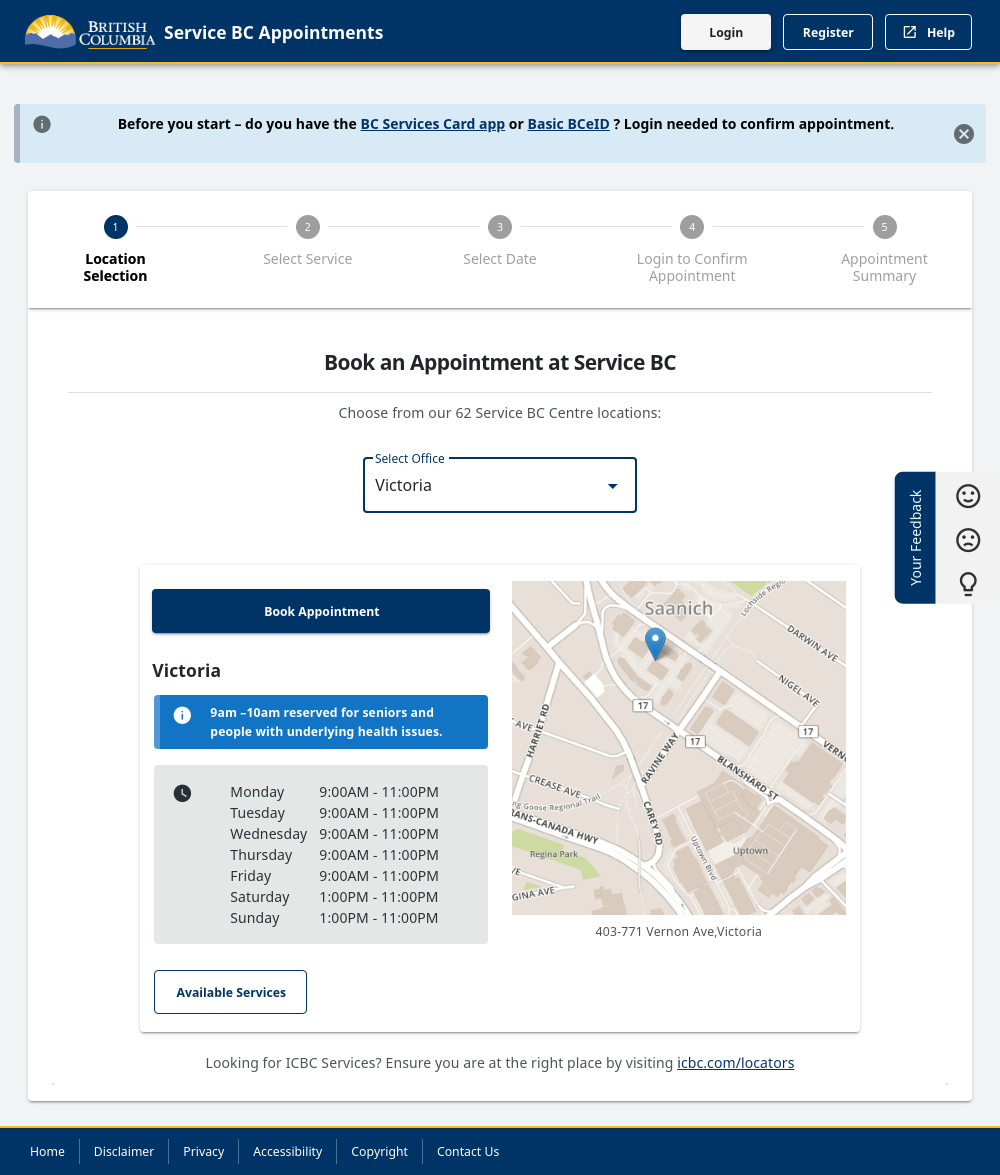 BRITISH
COLUMBIA
Service BC Appointments
Login
Register
Help
Before you start – do you have the BC Services Card app or Basic BCeID ? Login needed to confirm appointment.
1
2
3
4
5
Location
Selection
Select Service
Select Date
Login to Confirm
Appointment
Appointment
Summary
Book an Appointment at Service BC
Choose from our 62 Service BC Centre locations:
Select Office
Victoria
Your Feedback
Book Appointment
Victoria
9am –10am reserved for seniors and
people with underlying health issues.
Monday 9:00AM - 11:00PM
Tuesday 9:00AM - 11:00PM
Wednesday 9:00AM - 11:00PM
Thursday 9:00AM - 11:00PM
Friday 9:00AM - 11:00PM
Saturday 1:00PM - 11:00PM
Sunday 1:00PM - 11:00PM
Available Services
Saanich
Lochside Regio
DARWIN AVE
NIGEL AVE
17
17
17
AVE
HARRIET RD
RAVINE WAY
VERN
BLANSHARD ST
CREASE AVE
ng Goose Regional Trail
RANS-CANADA HWY
CAREY RD
Regina Park
Uptown Blvd
Uptown
VE
GINA AVE
403-771 Vernon Ave,Victoria
Looking for ICBC Services? Ensure you are at the right place by visiting icbc.com/locators
Home
Disclaimer
Privacy
Accessibility
Copyright
Contact Us